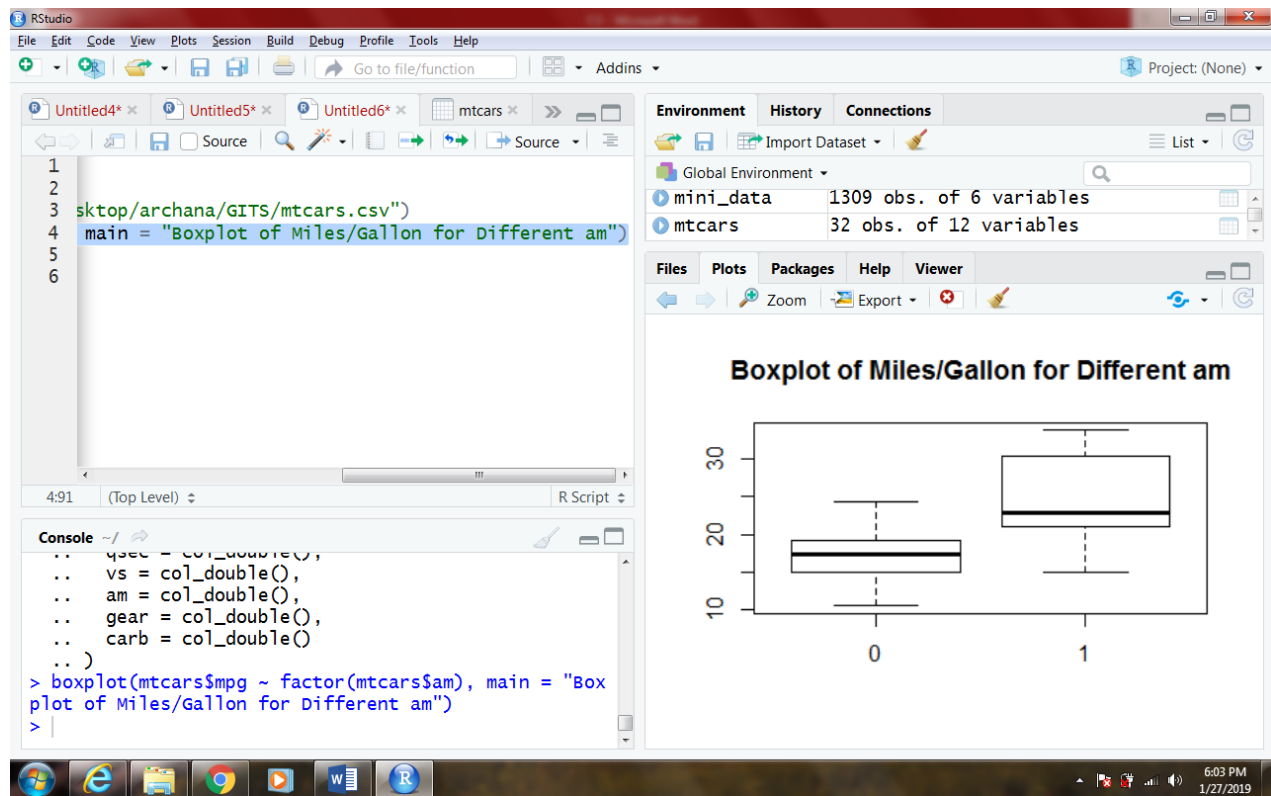 RStudio
File Edit Code View Plots Session Build Debug Profile Tools Help
Go to file/function
Addins
Project: (None)
Untitled4* Untitled5* Untitled6* mtcars
Source Source
1
2
3 sktop/archana/GITS/mtcars.csv")
4 main = "Boxplot of Miles/Gallon for Different am")
5
6
4:91 (Top Level) R Script
Console ~/
.. qsec = col_double(),
.. vs = col_double(),
.. am = col_double(),
.. gear = col_double(),
.. carb = col_double()
.. )
> boxplot(mtcars$mpg ~ factor(mtcars$am), main = "Box
plot of Miles/Gallon for Different am")
>
Environment History Connections
Import Dataset List
Global Environment
mini_data 1309 obs. of 6 variables
mtcars 32 obs. of 12 variables
Files Plots Packages Help Viewer
Zoom Export
Boxplot of Miles/Gallon for Different am
30
20
10
0 1
6:03 PM
1/27/2019